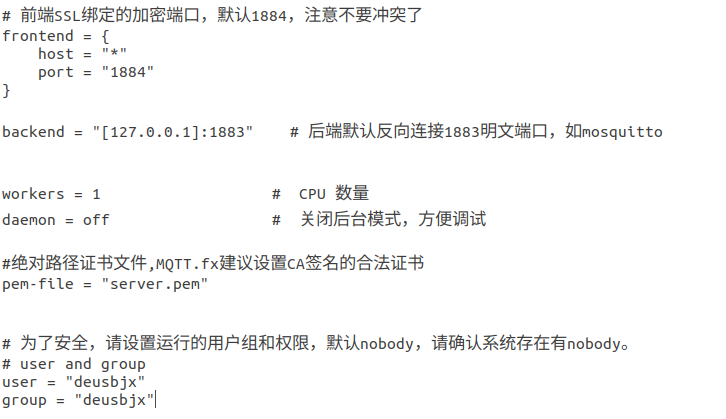 # 前端SSL绑定的加密端口，默认1884，注意不要冲突了
frontend = {
    host = "*"
    port = "1884"
}
backend = "[127.0.0.1]:1883"    # 后端默认反向连接1883明文端口，如mosquitto
workers = 1                   #  CPU 数量
daemon = off                  #  关闭后台模式，方便调试
#绝对路径证书文件,MQTT.fx建议设置CA签名的合法证书
pem-file = "server.pem"
# 为了安全，请设置运行的用户组和权限，默认nobody，请确认系统存在有nobody。
# user and group
user = "deusbjx"
group = "deusbjx"